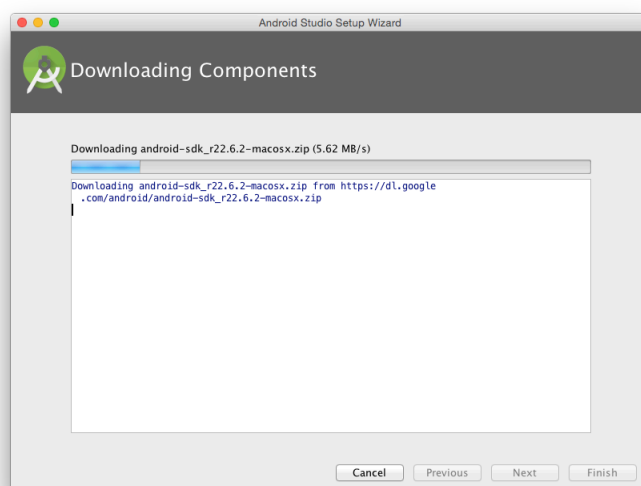 Android Studio Setup Wizard
Downloading Components
Downloading android-sdk_r22.6.2-macosx.zip (5.62 MB/s)
Downloading android-sdk_r22.6.2-macosx.zip from https://dl.google
.com/android/android-sdk_r22.6.2-macosx.zip
Cancel Previous Next Finish